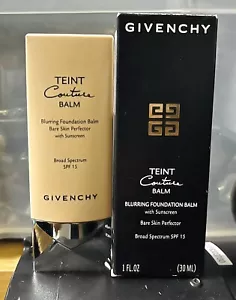 TEINT
Couture
BALM
Blurring Foundation Balm
Bare Skin Perfector
with Sunscreen
Broad Spectrum
SPF 15
GIVENCHY
GIVENCHY
TEINT
Couture
BALM
BLURRING FOUNDATION BALM
with Sunscreen
Bare Skin Perfector
Broad Spectrum SPF 15
1 FL.OZ (30 ML)